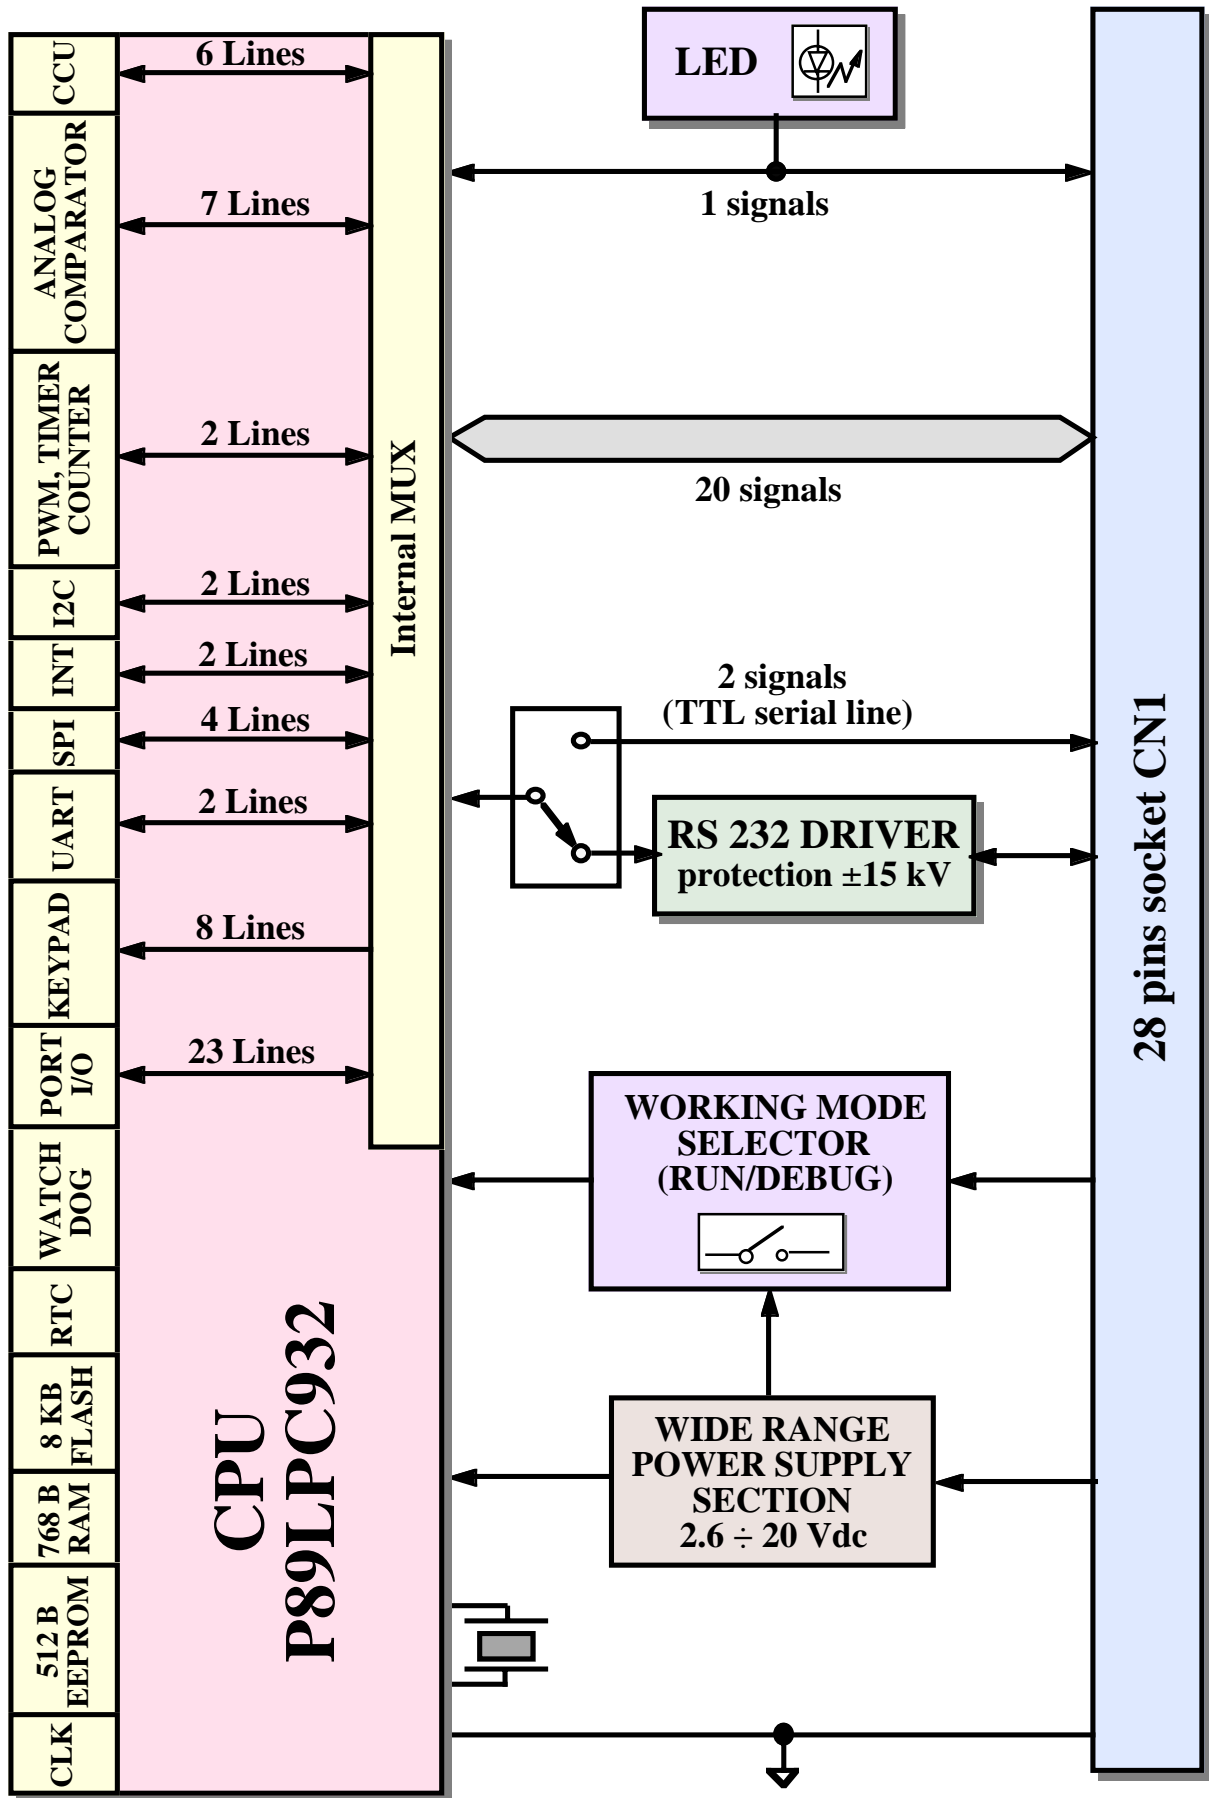 CCU
6 Lines
ANALOG
COMPARATOR
7 Lines
PWM, TIMER
COUNTER
2 Lines
I2C
2 Lines
INT
2 Lines
SPI
4 Lines
UART
2 Lines
KEYPAD
8 Lines
PORT
I/O
23 Lines
WATCH
DOG
RTC
8 KB
FLASH
768 B
RAM
512 B
EEPROM
CLK
CPU
P89LPC932
Internal MUX
LED
1 signals
20 signals
2 signals
(TTL serial line)
RS 232 DRIVER
protection ±15 kV
WORKING MODE
SELECTOR
(RUN/DEBUG)
WIDE RANGE
POWER SUPPLY
SECTION
2.6 ÷ 20 Vdc
28 pins socket CN1